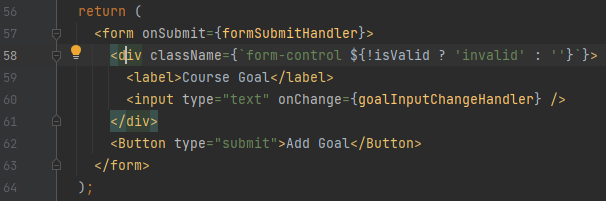 56 return (
57 <form onSubmit={formSubmitHandler}>
58 <div className={`form-control ${!isValid ? 'invalid' : ''}`}>
59 <label>Course Goal</label>
60 <input type="text" onChange={goalInputChangeHandler} />
61 </div>
62 <Button type="submit">Add Goal</Button>
63 </form>
64 );